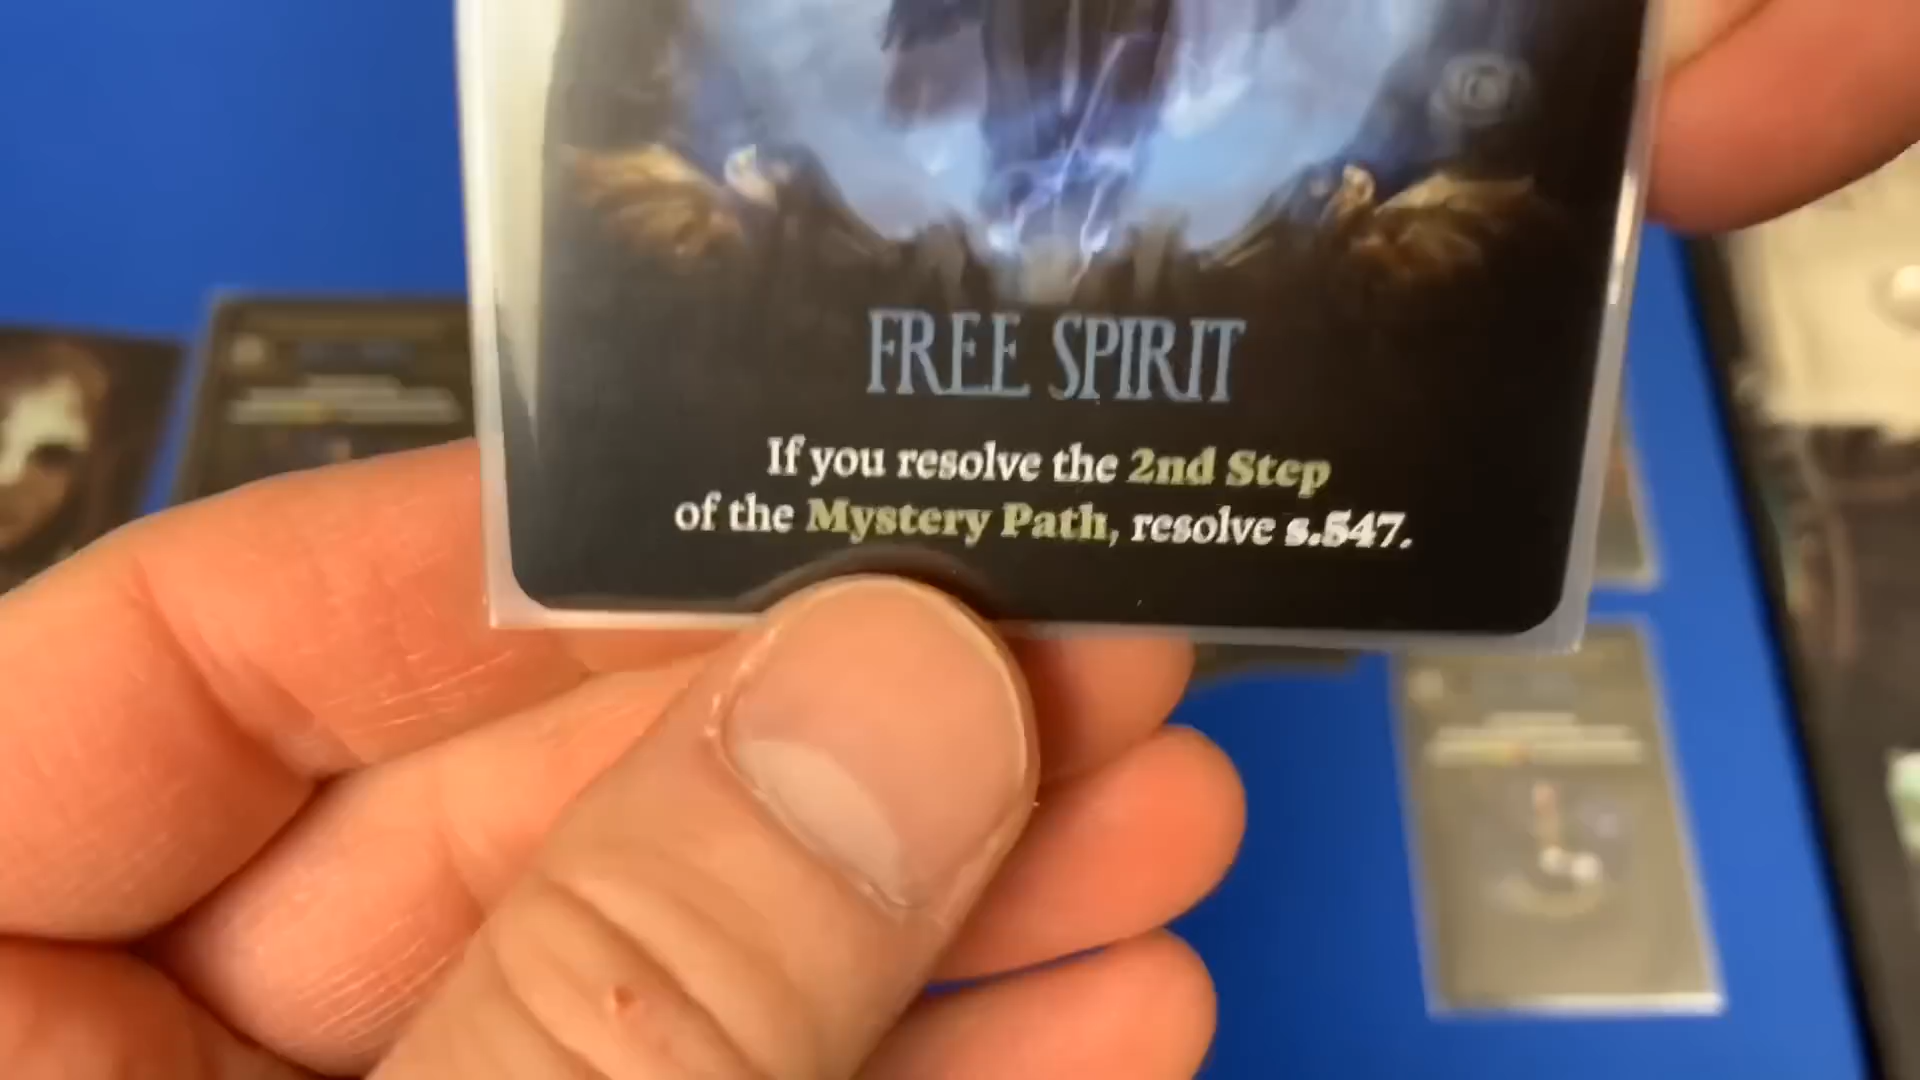 FREE SPIRIT
If you resolve the 2nd Step
of the Mystery Path, resolve s.547.